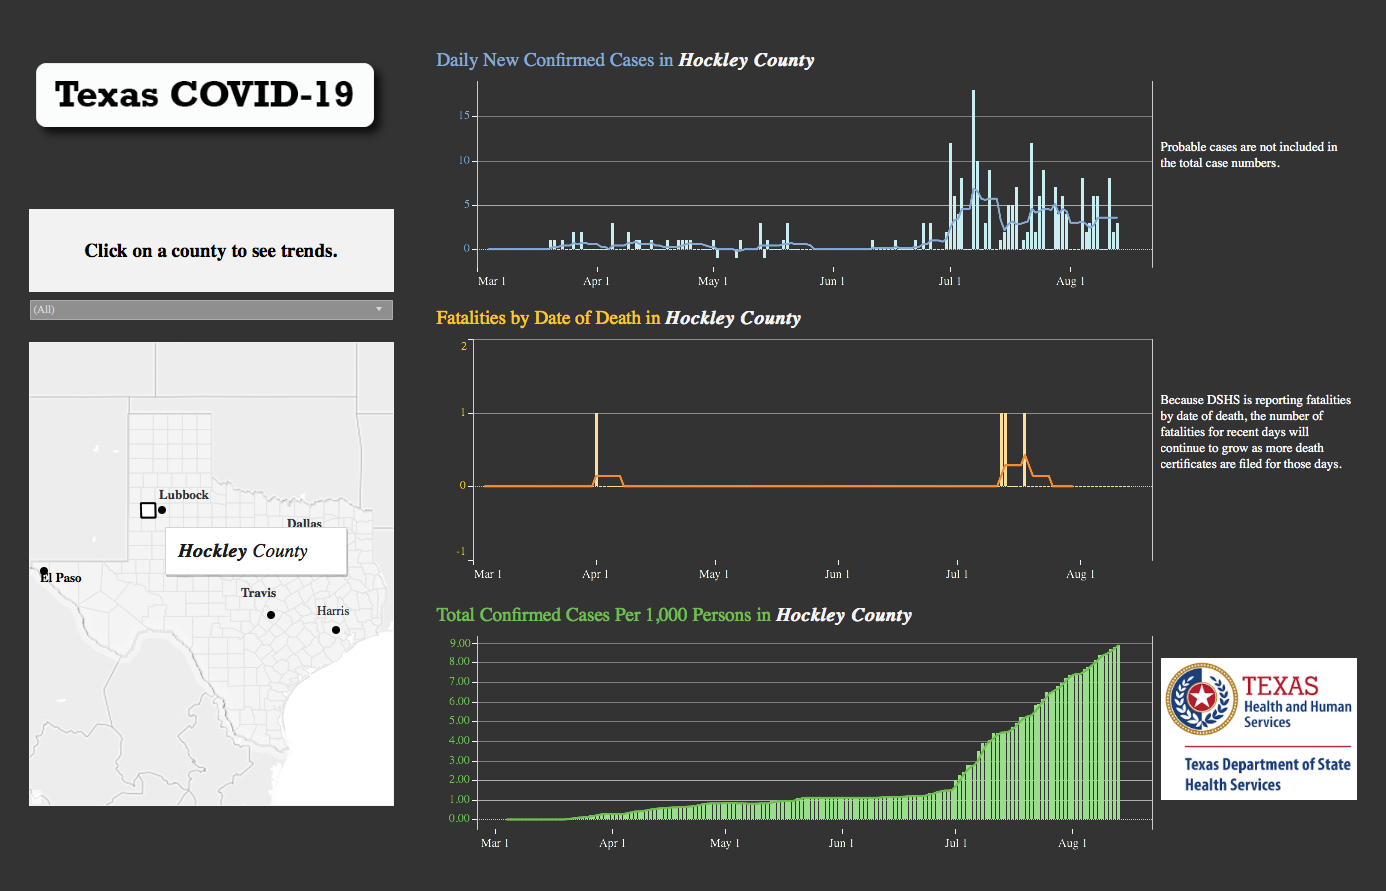 Texas COVID-19
Click on a county to see trends.
(All)
Lubbock
Dallas
Hockley County
El Paso
Travis
Harris
Daily New Confirmed Cases in Hockley County
15
10
5
0
Mar 1 Apr 1 May 1 Jun 1 Jul 1 Aug 1
Probable cases are not included in
the total case numbers.
Fatalities by Date of Death in Hockley County
2
1
0
-1
Mar 1 Apr 1 May 1 Jun 1 Jul 1 Aug 1
Because DSHS is reporting fatalities
by date of death, the number of
fatalities for recent days will
continue to grow as more death
certificates are filed for those days.
Total Confirmed Cases Per 1,000 Persons in Hockley County
9.00
8.00
7.00
6.00
5.00
4.00
3.00
2.00
1.00
0.00
Mar 1 Apr 1 May 1 Jun 1 Jul 1 Aug 1
TEXAS
Health and Human
Services
Texas Department of State
Health Services